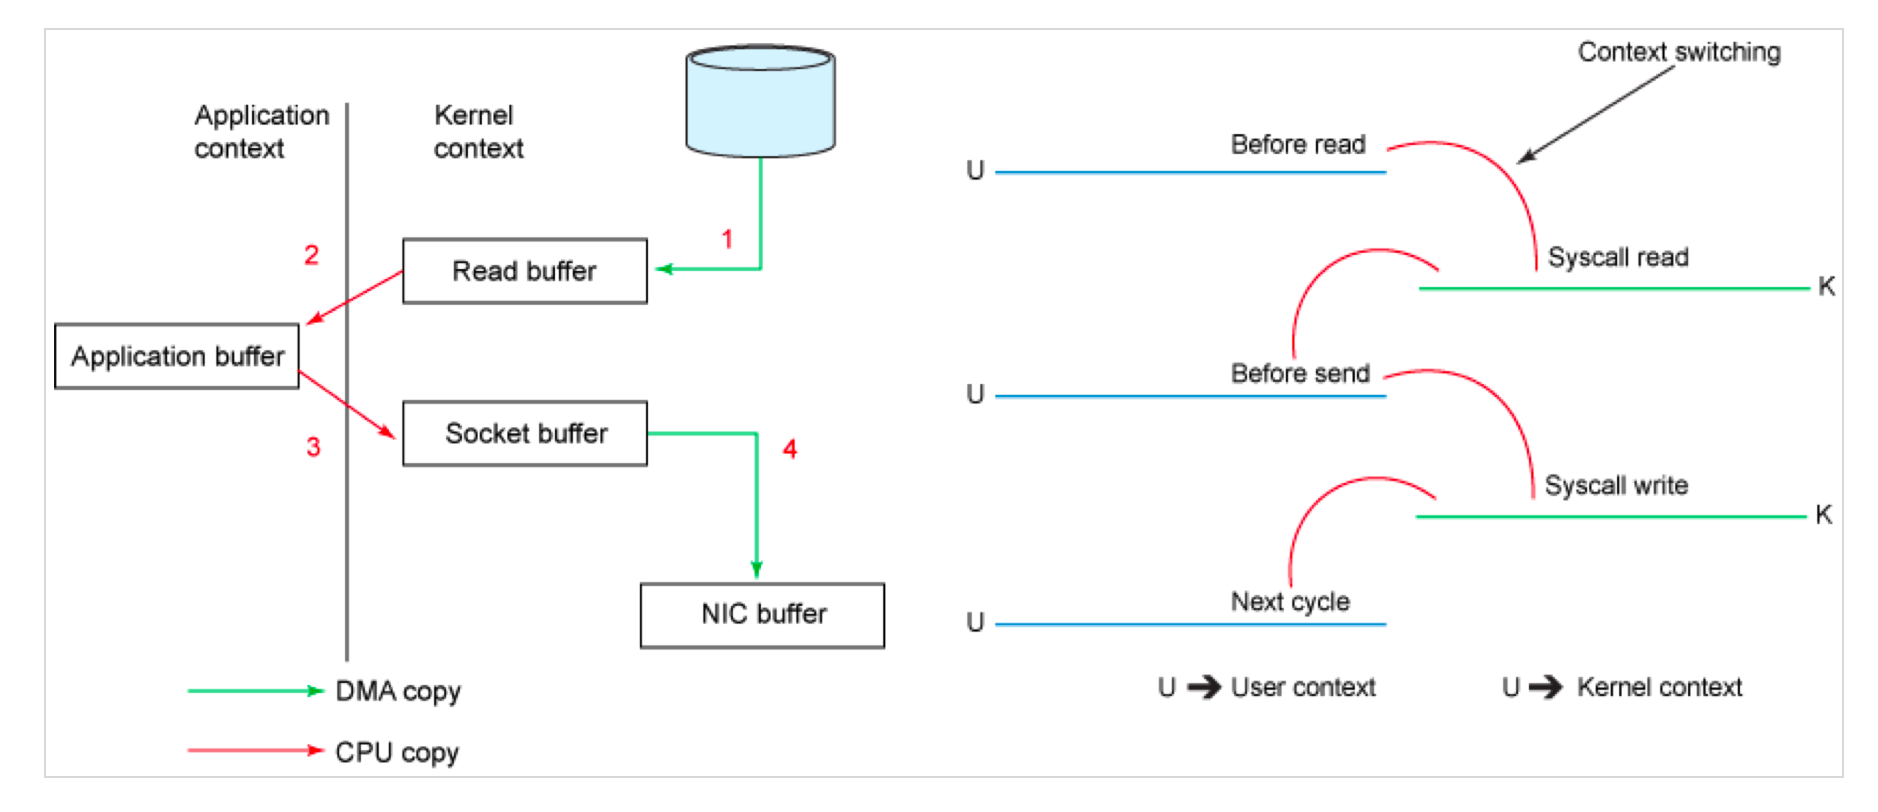 Application
context
Kernel
context
1
2
Read buffer
Application buffer
Socket buffer
3
4
NIC buffer
DMA copy
CPU copy
Context switching
Before read
U
Syscall read
K
Before send
U
Syscall write
K
Next cycle
U
U → User context
U → Kernel context